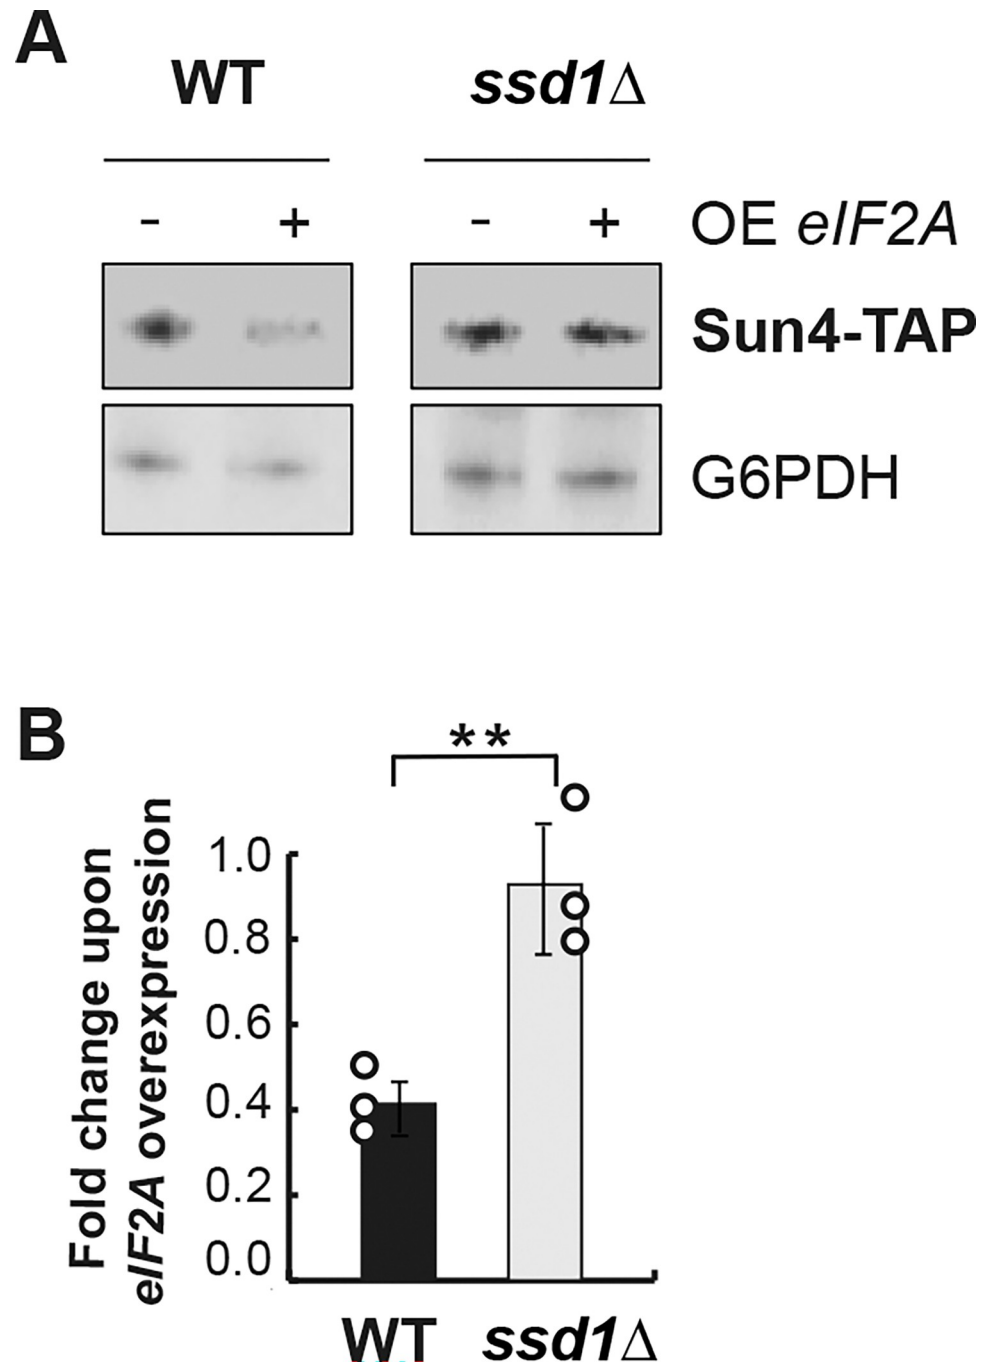 A
WT ssd1Δ
- + - + OE eIF2A
Sun4-TAP
G6PDH
B
**
Fold change upon
eIF2A overexpression
1.0
0.8
0.6
0.4
0.2
0.0
WT ssd1Δ